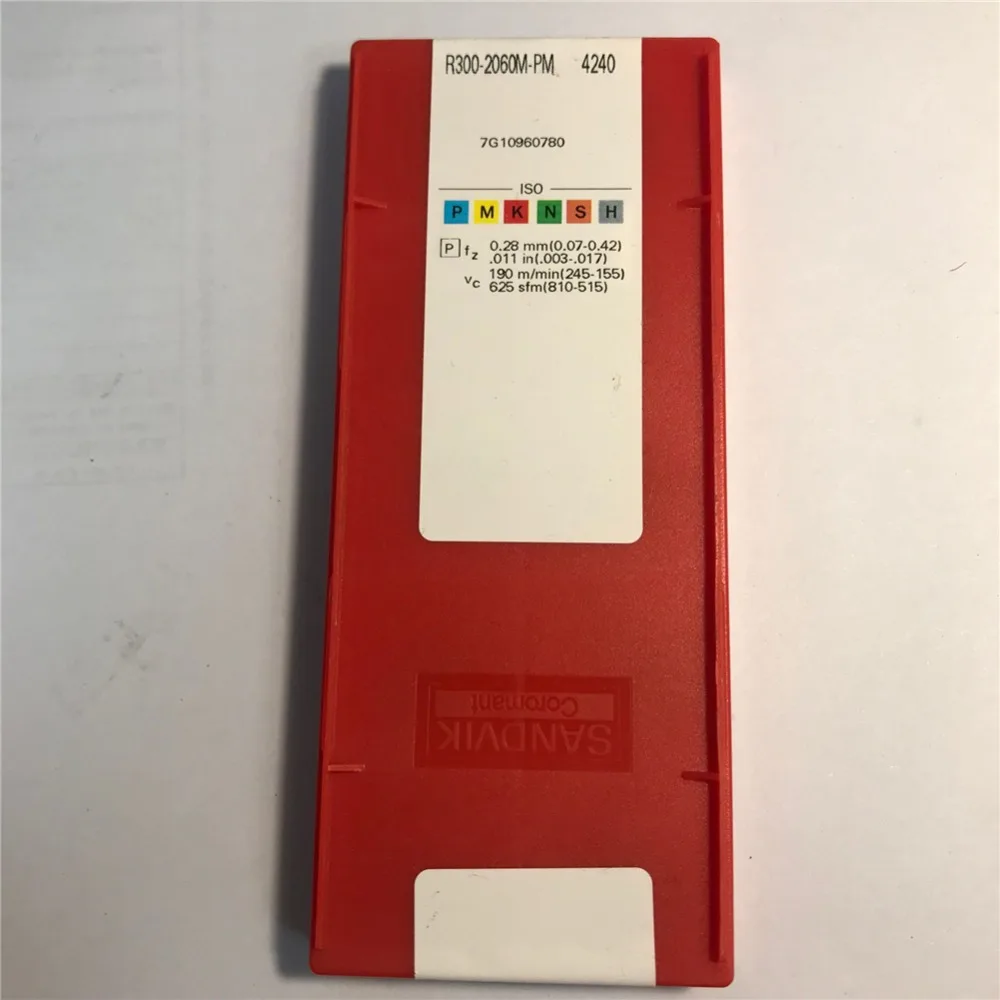 R300-2060M-PM 4240
7G10960780
ISO
P M K N S H
P fz 0.28 mm(0.07-0.42)
.011 in(.003-.017)
vc 190 m/min(245-155)
625 sfm(810-515)
SANDVIK
Coromant